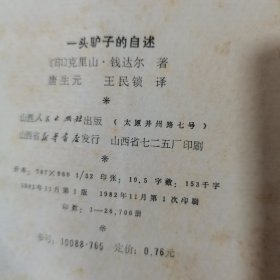 一头驴子的自述
〔印〕克里山·钱达尔 著
唐生元 王民锁 译
山西人民出版社出版 (太原并州路七号)
山西省新华书店发行 山西省七二五厂印刷
开本：787×960 1/32 印张：10.5 字数：153千字
1982年11月第1版 1982年11月第1次印刷
印数：1—26,700册
书号：10088·765 定价：0.76元